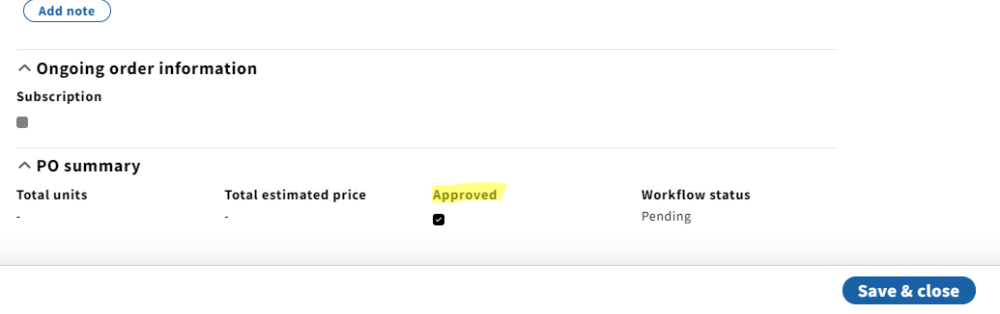 Add note
Ongoing order information
Subscription
PO summary
Total units Total estimated price Approved Workflow status
- - Pending
Save & close